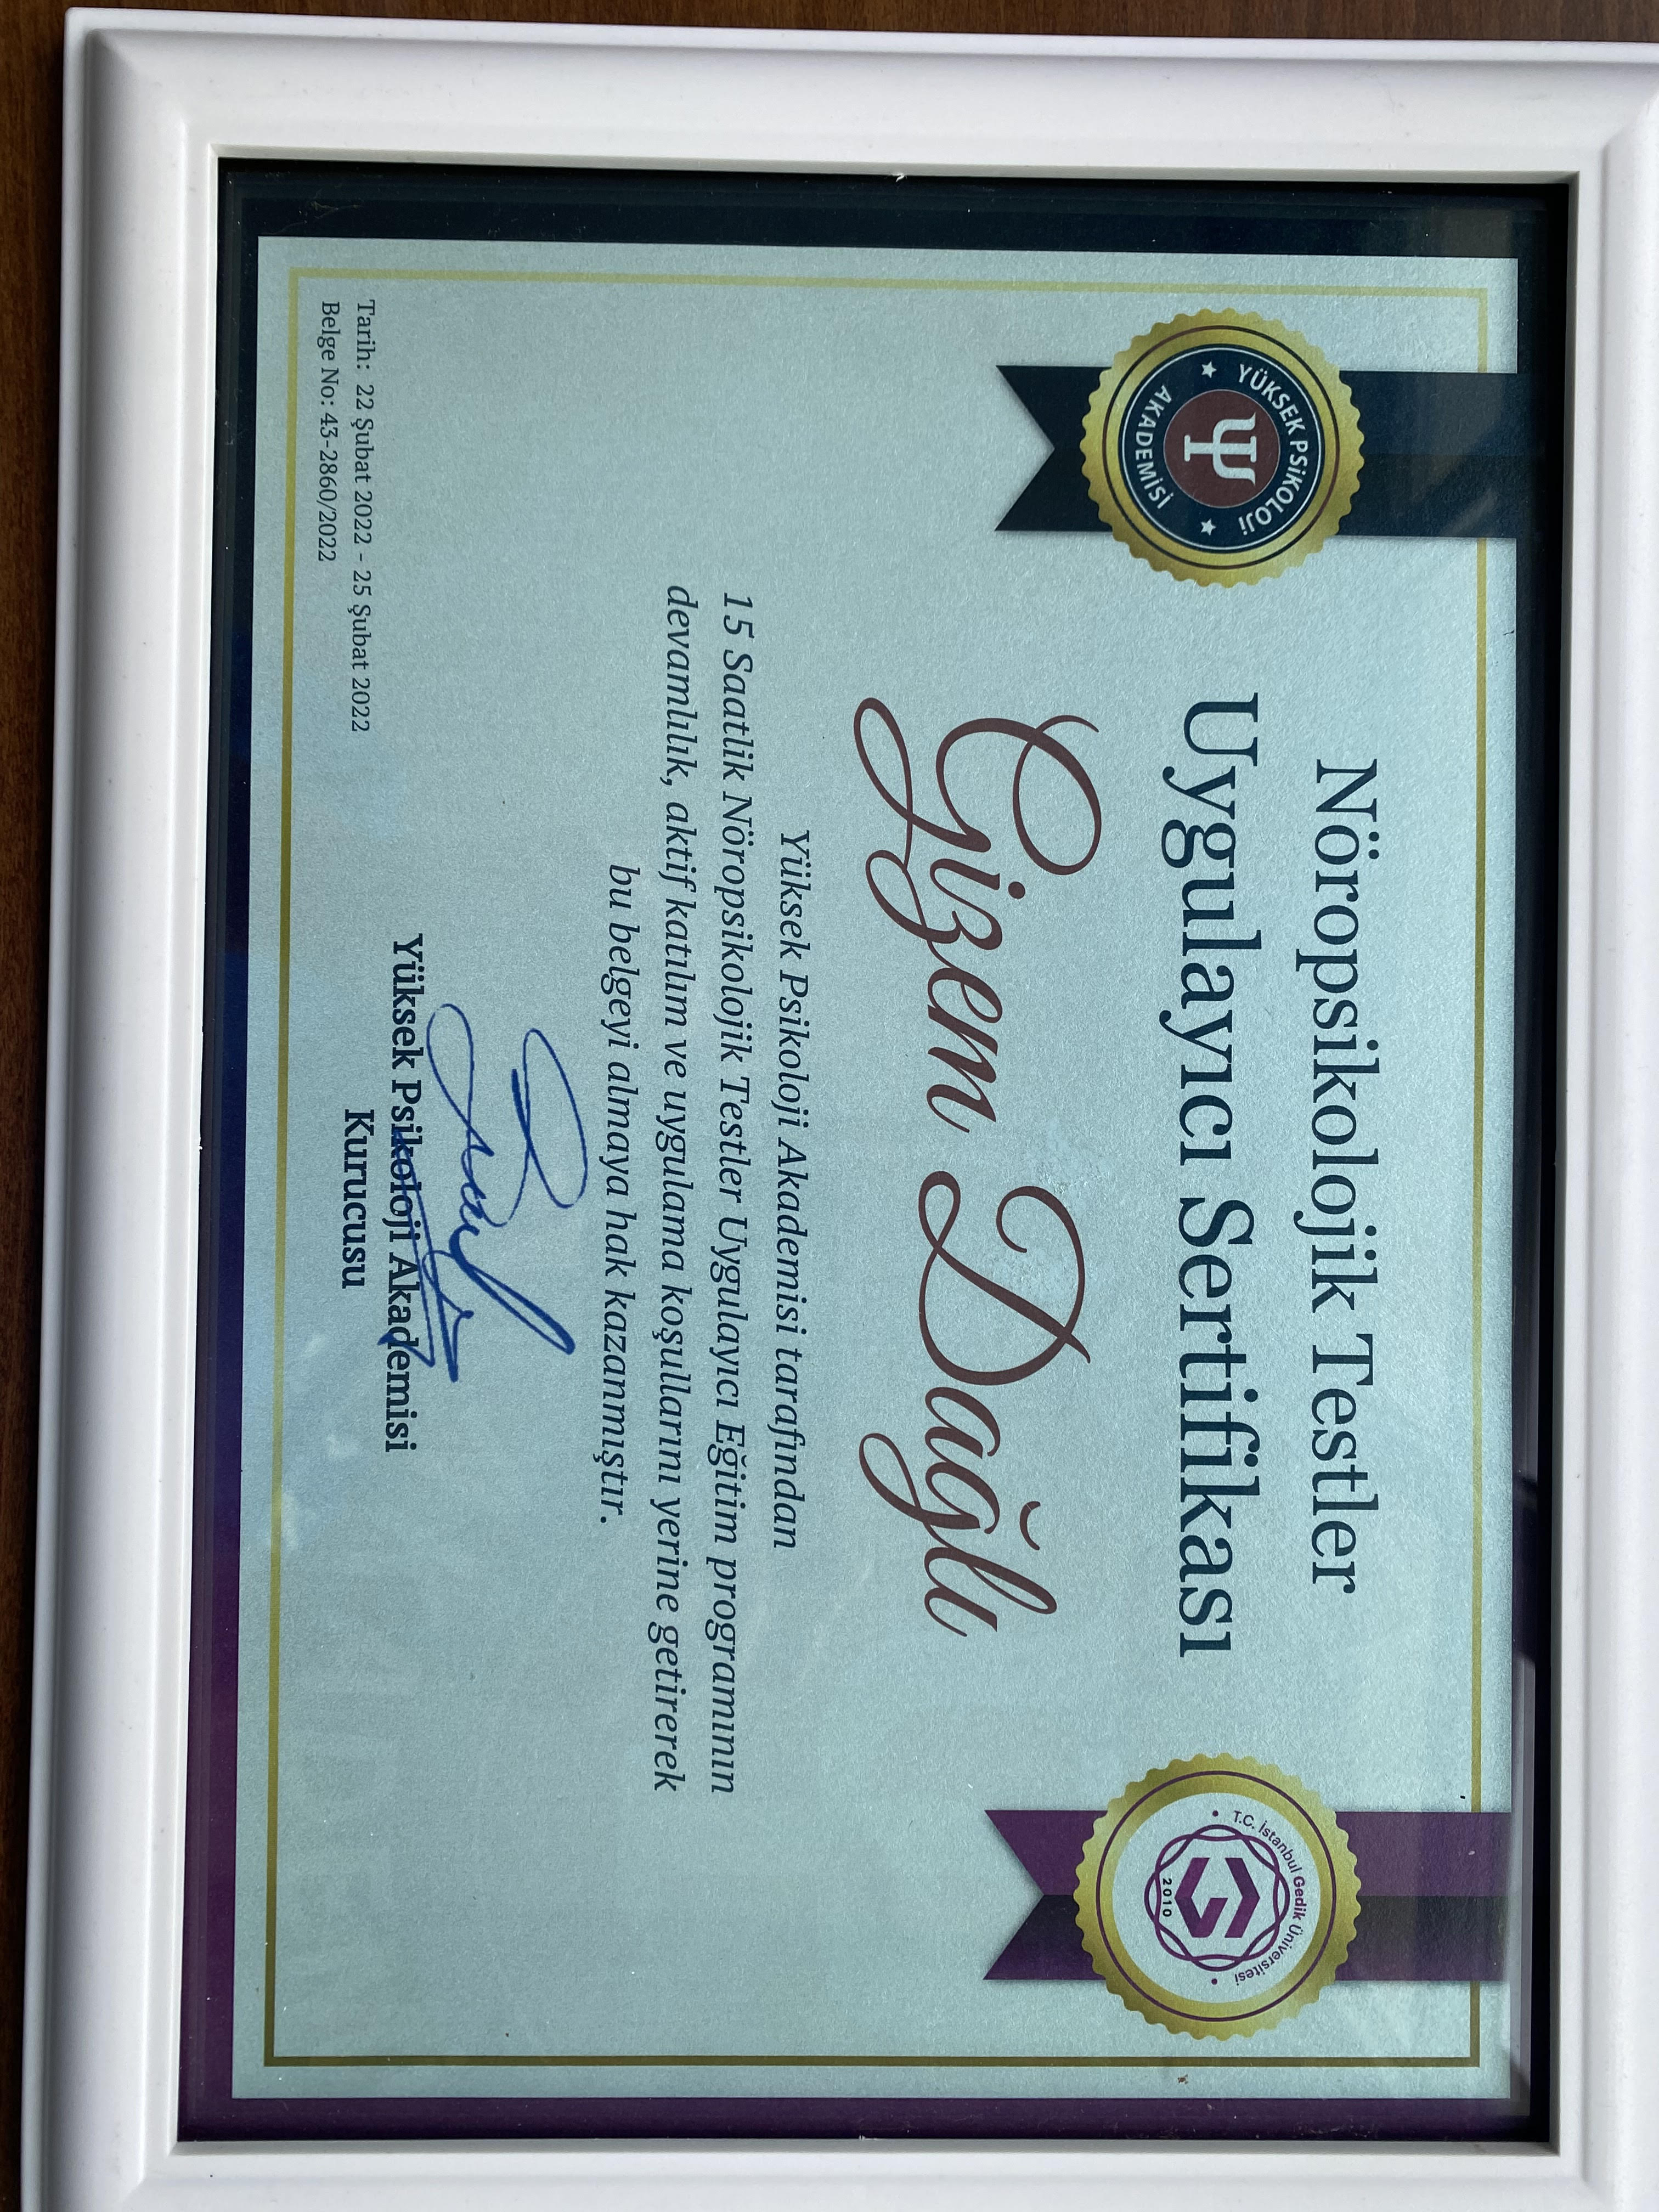 YÜKSEK PSİKOLOJİ
AKADEMİSİ
T.C. İstanbul Gedik Üniversitesi
2010
Nöropsikolojik Testler
Uygulayıcı Sertifikası
Gizem Dağlı
Yüksek Psikoloji Akademisi tarafından
15 Saatlik Nöropsikolojik Testler Uygulayıcı Eğitim programının
devamlılık, aktif katılım ve uygulama koşullarını yerine getirerek
bu belgeyi almaya hak kazanmıştır.
Yüksek Psikoloji Akademisi
Kurucusu
Tarih: 22 Şubat 2022 - 25 Şubat 2022
Belge No: 43-2860/2022